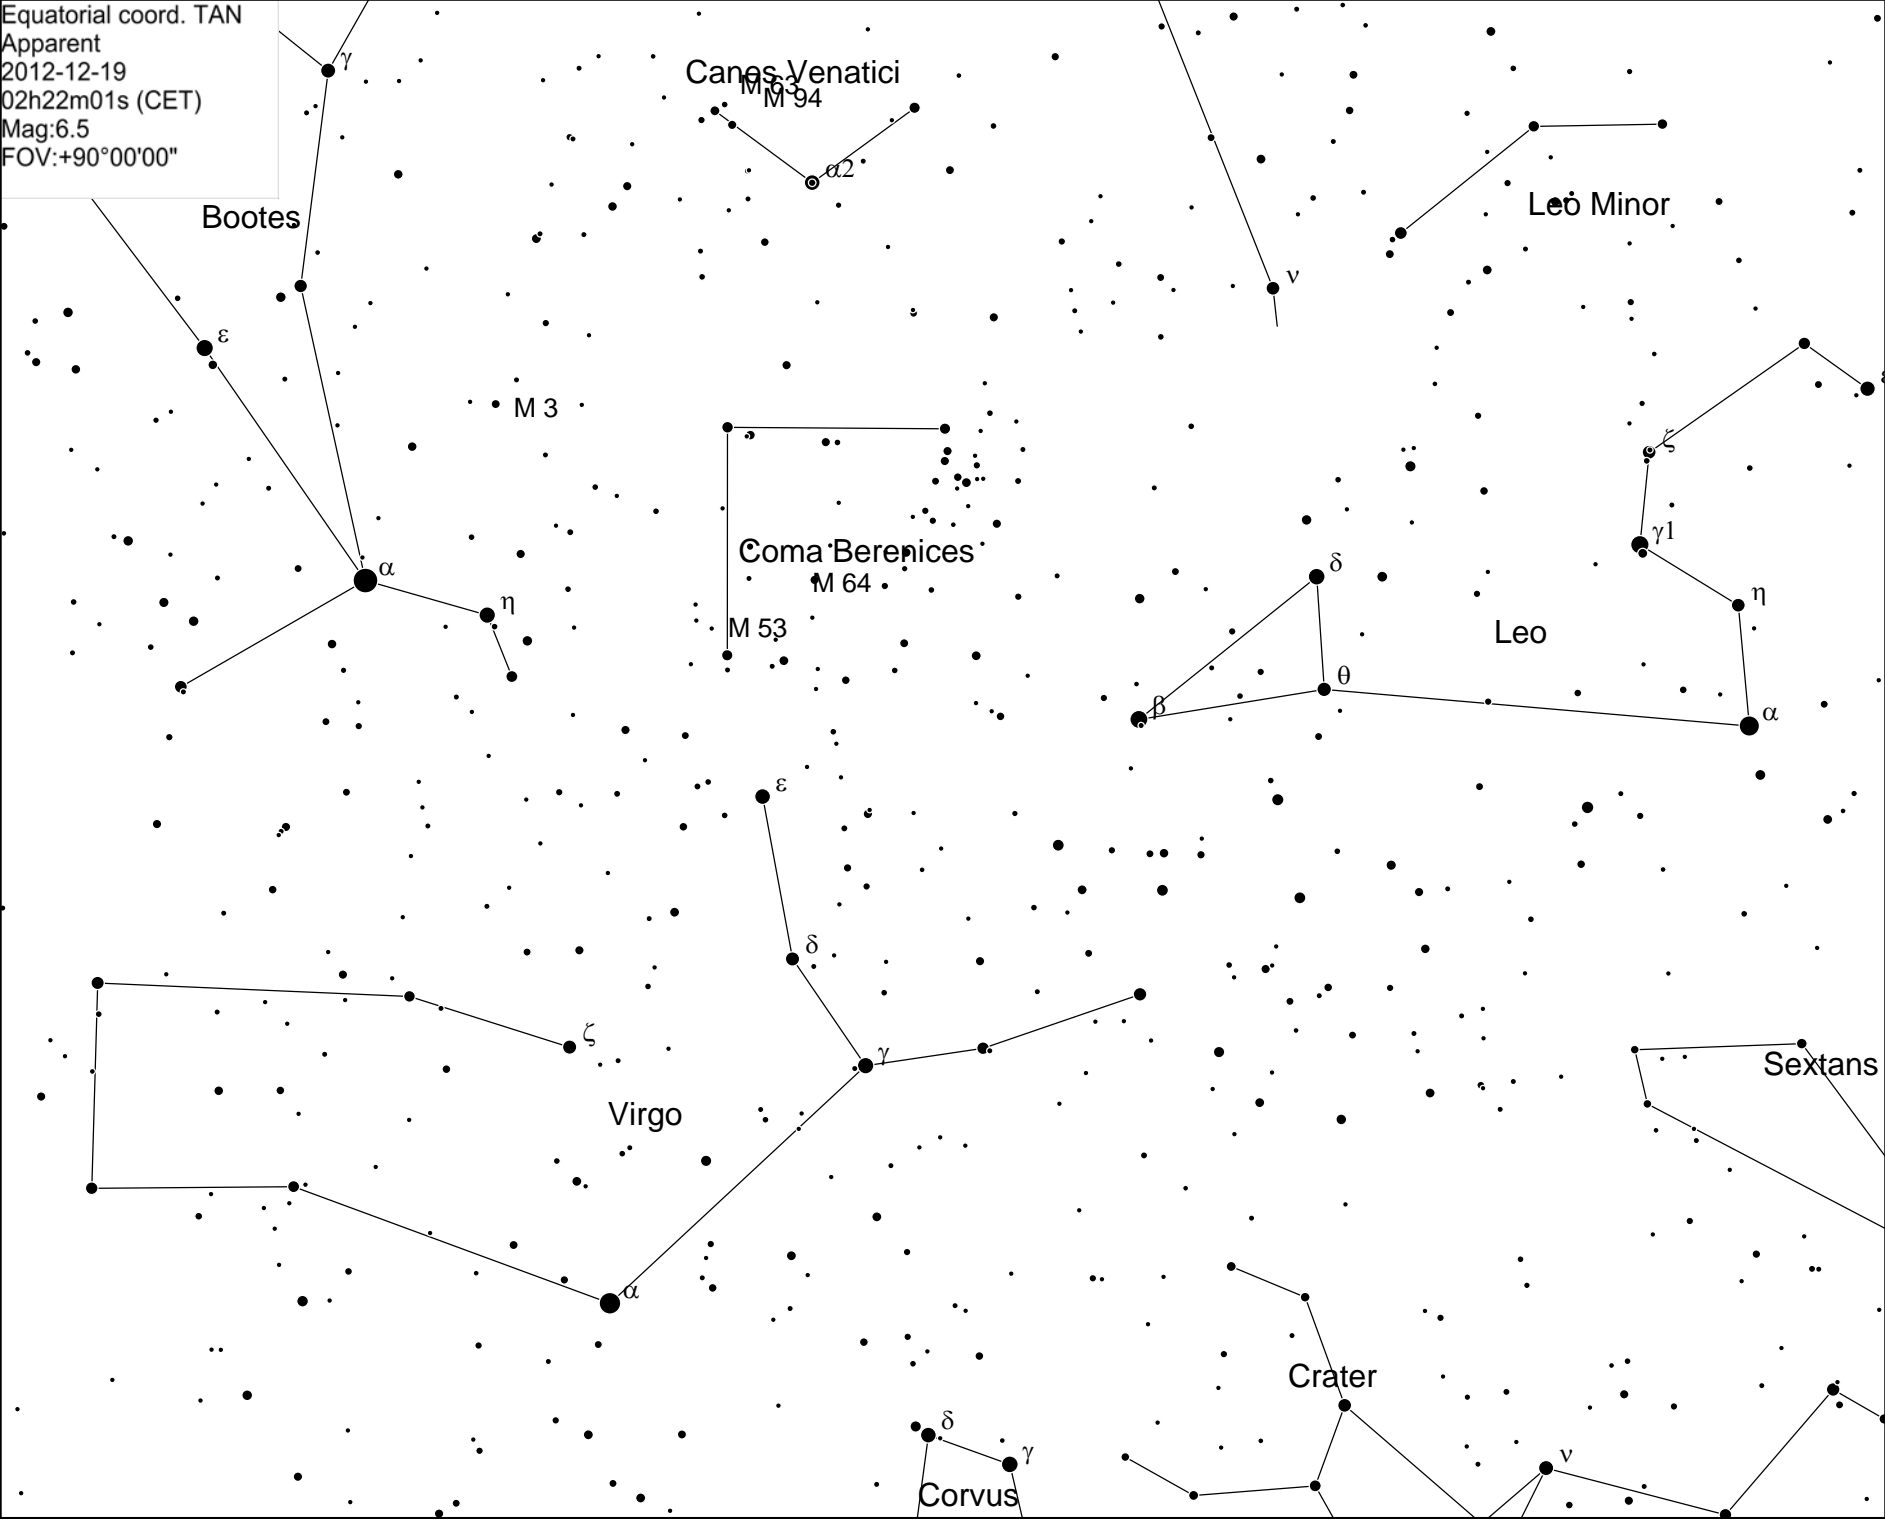 Equatorial coord. TAN
Apparent
2012-12-19
02h22m01s (CET)
Mag:6.5
FOV:+90°00'00"
γ
Canes Venatici
M 63
M 94
α2
Bootes
Leo Minor
ν
ε
M 3
ζ
γ1
Coma Berenices
α
δ
M 64
η
η
M 53
Leo
θ
β
α
ε
δ
ζ
γ
Sextans
Virgo
α
Crater
δ
γ
ν
Corvus